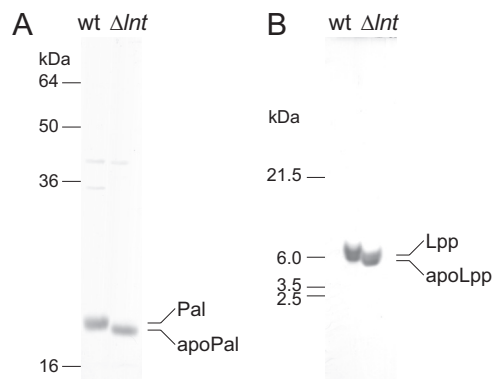 A
wt Δlnt
kDa
64
50
36
Pal
apoPal
16
B
wt Δlnt
kDa
21.5
Lpp
6.0
apoLpp
3.5
2.5